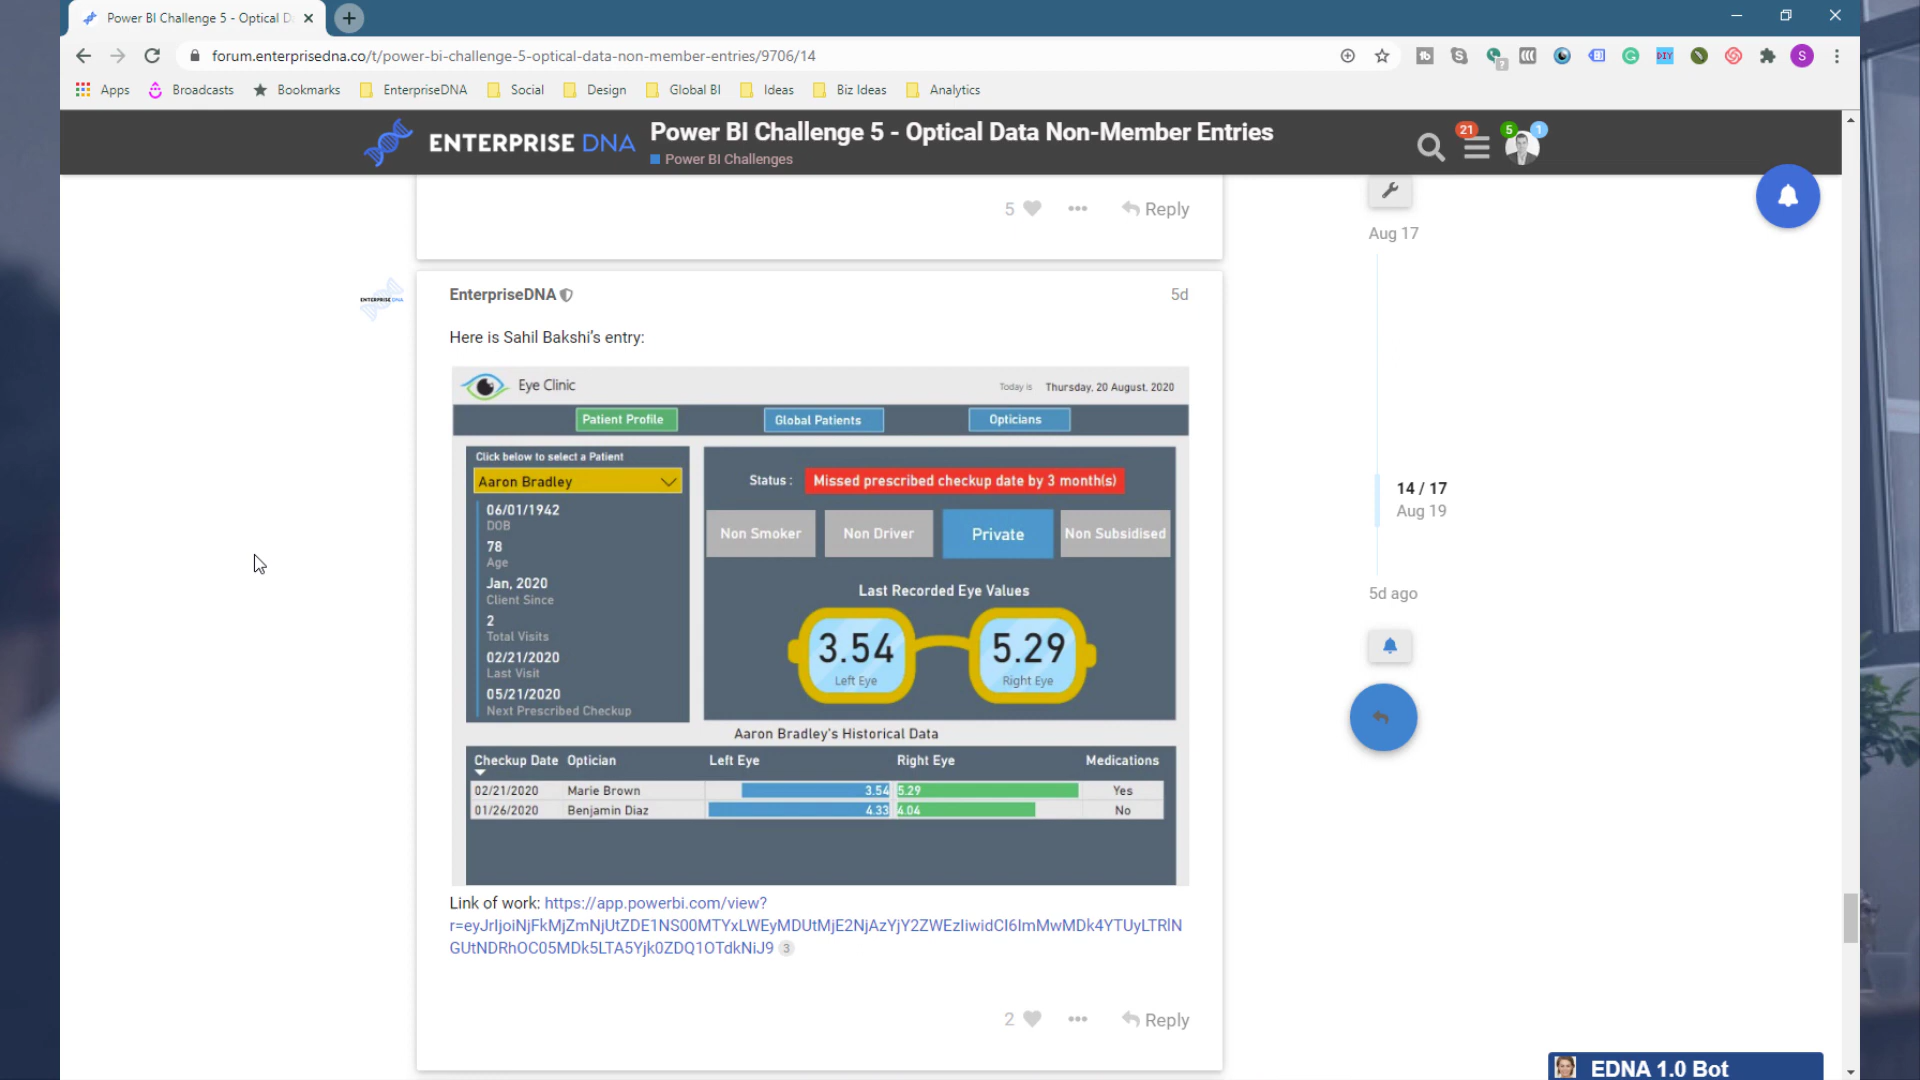 Power BI Challenge 5 - Optical D
forum.enterprisedna.co/t/power-bi-challenge-5-optical-data-non-member-entries/9706/14
Apps Broadcasts Bookmarks EnterpriseDNA Social Design Global BI Ideas Biz Ideas Analytics
ENTERPRISE DNA
Power BI Challenge 5 - Optical Data Non-Member Entries
Power BI Challenges
21
5
1
5
Reply
Aug 17
EnterpriseDNA
5d
Here is Sahil Bakshi's entry:
Eye Clinic
Today is Thursday, 20 August, 2020
Patient Profile
Global Patients
Opticians
Click below to select a Patient
Aaron Bradley
06/01/1942
DOB
78
Age
Jan, 2020
Client Since
2
Total Visits
02/21/2020
Last Visit
05/21/2020
Next Prescribed Checkup
Status : Missed prescribed checkup date by 3 month(s)
Non Smoker
Non Driver
Private
Non Subsidised
Last Recorded Eye Values
3.54
Left Eye
5.29
Right Eye
Aaron Bradley's Historical Data
Checkup Date Optician Left Eye Right Eye Medications
02/21/2020 Marie Brown 3.54 5.29 Yes
01/26/2020 Benjamin Diaz 4.33 4.04 No
14 / 17
Aug 19
5d ago
Link of work: https://app.powerbi.com/view?
r=eyJrIjoiNjFkMjZmNjUtZDE1NS00MTYxLWEyMDUtMjE2NjAzYjY2ZWEzIiwidCI6ImMwMDk4YTUyLTRlN
GUtNDRhOC05MDk5LTA5Yjk0ZDQ1OTdkNiJ9 3
2
Reply
EDNA 1.0 Bot